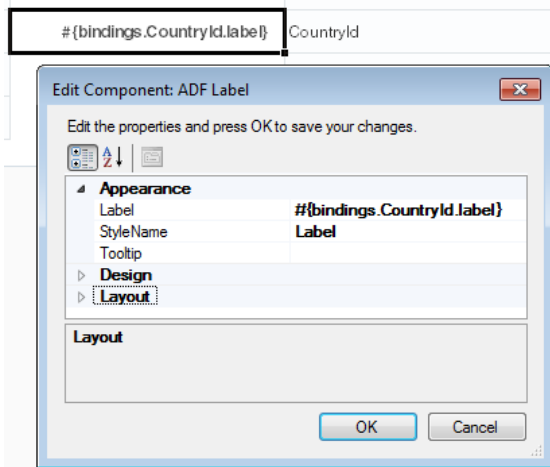 #{bindings.CountryId.label} CountryId
Edit Component: ADF Label
Edit the properties and press OK to save your changes.
Appearance
Label #{bindings.CountryId.label}
StyleName Label
Tooltip
Design
Layout
Layout
OK Cancel